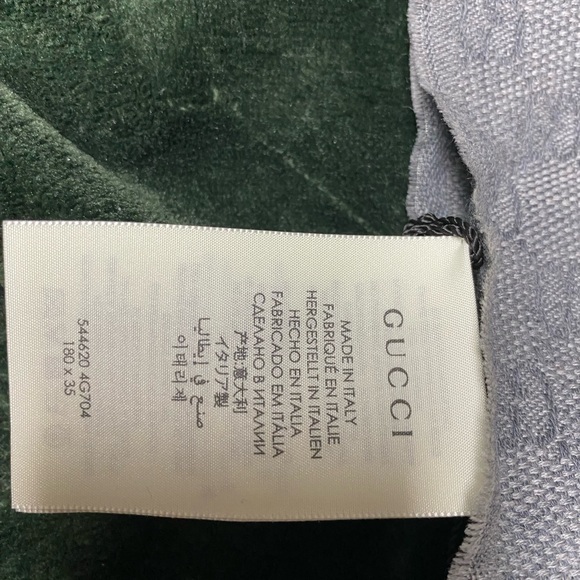 GUCCI
MADE IN ITALY
FABRIQUÉ EN ITALIE
HERGESTELLT IN ITALIEN
HECHO EN ITALIA
FABRICADO EM ITÁLIA
СДЕЛАНО В ИТАЛИИ
产地:意大利
イタリア製
صنع في إيطاليا
이태리제
544620 4G704
180 x 35